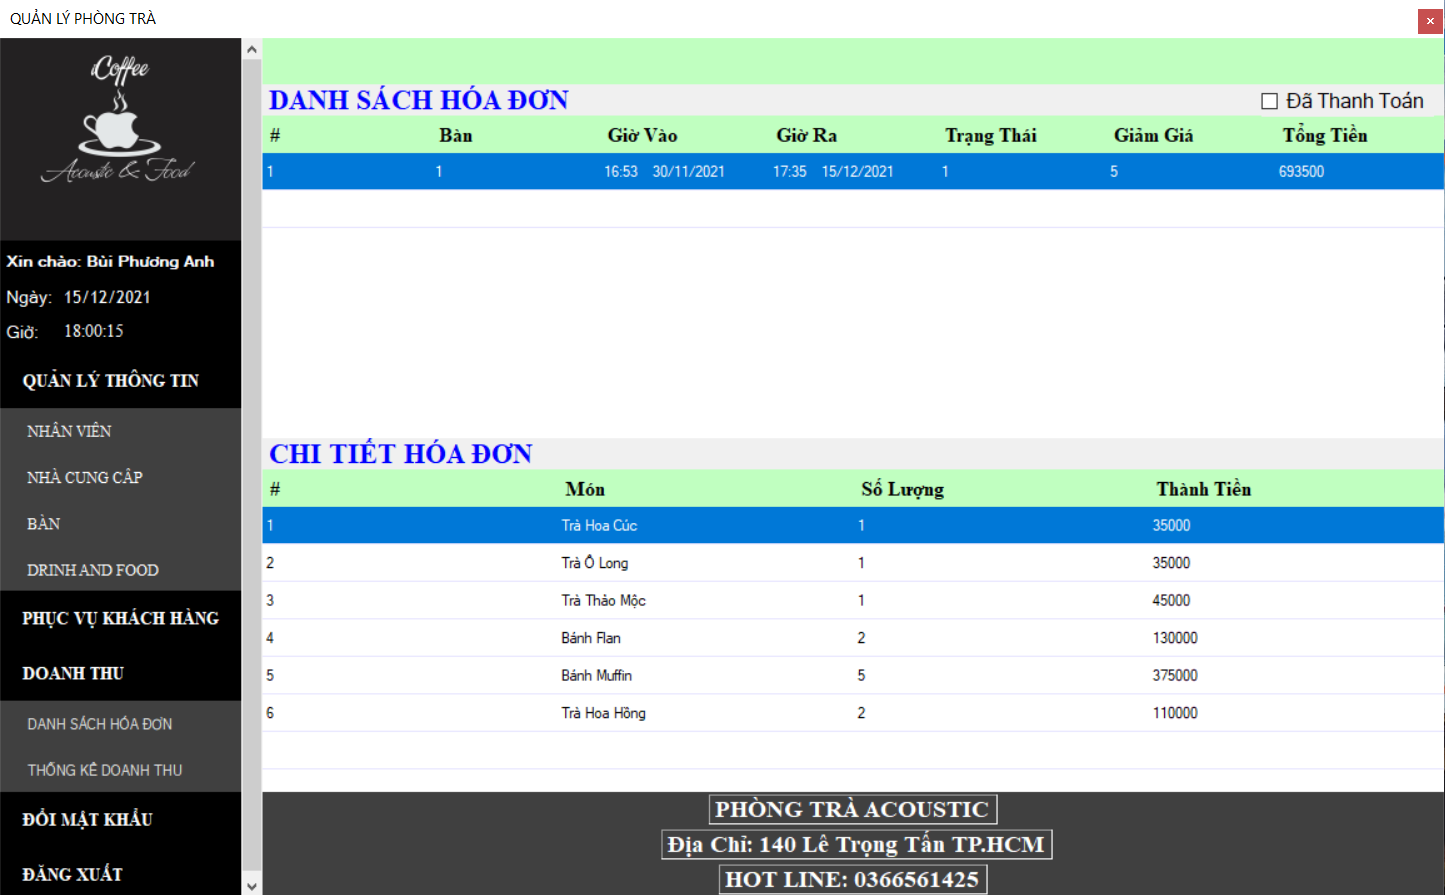 QUẢN LÝ PHÒNG TRÀ
iCoffee
Acoustic & Food
Xin chào: Bùi Phương Anh
Ngày: 15/12/2021
Giờ: 18:00:15
QUẢN LÝ THÔNG TIN
NHÂN VIÊN
NHÀ CUNG CẤP
BÀN
DRINH AND FOOD
PHỤC VỤ KHÁCH HÀNG
DOANH THU
DANH SÁCH HÓA ĐƠN
THỐNG KÊ DOANH THU
ĐỔI MẬT KHẨU
ĐĂNG XUẤT
DANH SÁCH HÓA ĐƠN Đã Thanh Toán
# Bàn Giờ Vào Giờ Ra Trạng Thái Giảm Giá Tổng Tiền
1 1 16:53 30/11/2021 17:35 15/12/2021 1 5 693500
CHI TIẾT HÓA ĐƠN
# Món Số Lượng Thành Tiền
1 Trà Hoa Cúc 1 35000
2 Trà Ô Long 1 35000
3 Trà Thảo Mộc 1 45000
4 Bánh Flan 2 130000
5 Bánh Muffin 5 375000
6 Trà Hoa Hồng 2 110000
PHÒNG TRÀ ACOUSTIC
Địa Chỉ: 140 Lê Trọng Tấn TP.HCM
HOT LINE: 0366561425